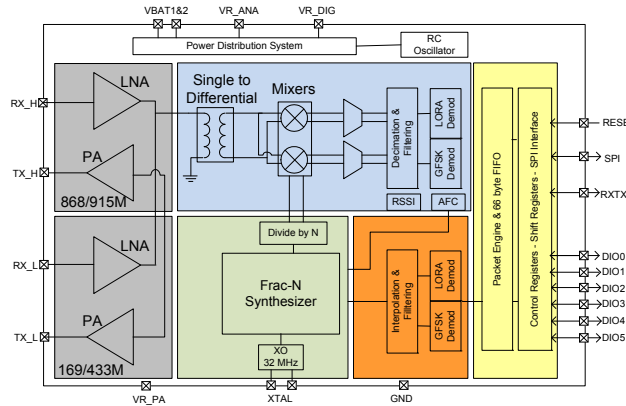 VBAT1&2
VR_ANA
VR_DIG
Power Distribution System
RC
Oscillator
LNA
RX_H
PA
TX_H
868/915M
LNA
RX_L
PA
TX_L
169/433M
VR_PA
Single to
Differential
Mixers
Decimation &
Filtering
LORA
Demod
GFSK
Demod
RSSI
AFC
Divide by N
Frac-N
Synthesizer
XO
32 MHz
XTAL
Interpolation &
Filtering
LORA
Demod
GFSK
Demod
GND
Packet Engine & 66 byte FIFO
Control Registers - Shift Registers - SPI Interface
RESE
SPI
RXTX
DIO0
DIO1
DIO2
DIO3
DIO4
DIO5